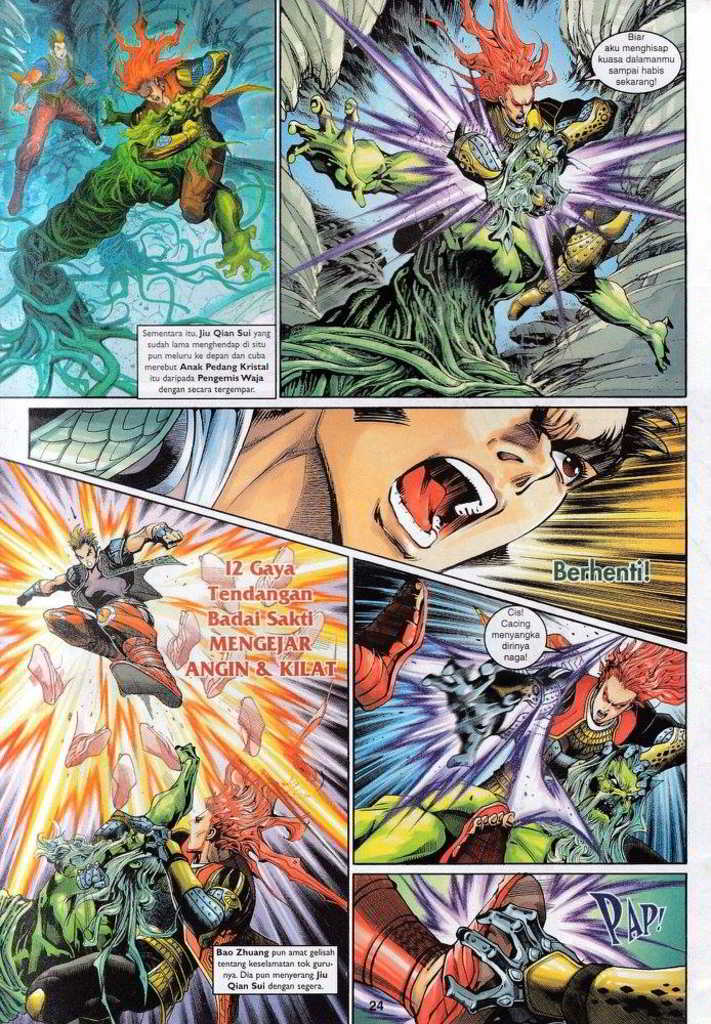 Sementara itu, Jiu Qian Sui yang
sudah lama menghendap di situ
pun meluru ke depan dan cuba
merebut Anak Pedang Kristal
itu daripada Pengemis Waja
dengan secara tergempar.
Biar
aku menghisap
kuasa dalamanmu
sampai habis
sekarang!
Berhenti!
12 Gaya
Tendangan
Badai Sakti
MENGEJAR
ANGIN & KILAT
Bao Zhuang pun amat gelisah
tentang keselamatan tok guru-
nya. Dia pun menyerang Jiu
Qian Sui dengan segera.
Cis!
Cacing
menyangka
dirinya
naga!
PAP!
24